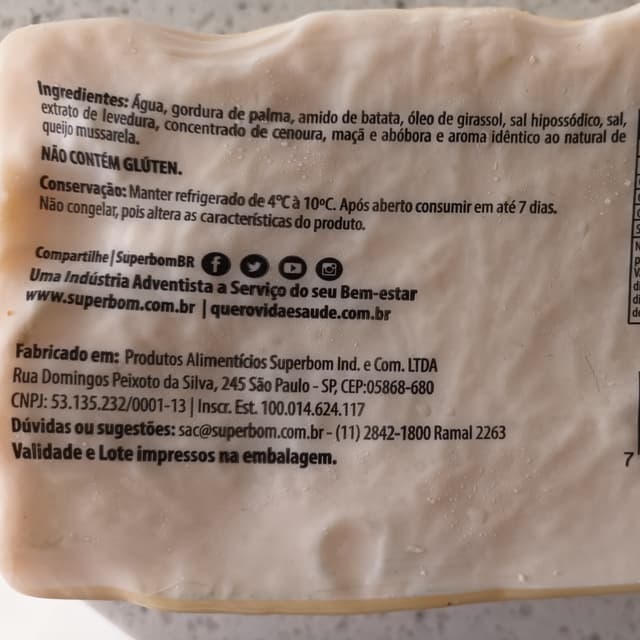 Ingredientes: Água, gordura de palma, amido de batata, óleo de girassol, sal hipossódico, sal,
extrato de levedura, concentrado de cenoura, maçã e abóbora e aroma idêntico ao natural de
queijo mussarela.
NÃO CONTÉM GLÚTEN.
Conservação: Manter refrigerado de 4°C à 10°C. Após aberto consumir em até 7 dias.
Não congelar, pois altera as características do produto.
Compartilhe | SuperbomBR
Uma Indústria Adventista a Serviço do seu Bem-estar
www.superbom.com.br | querovidaesaude.com.br
Fabricado em: Produtos Alimentícios Superbom Ind. e Com. LTDA
Rua Domingos Peixoto da Silva, 245 São Paulo - SP, CEP:05868-680
CNPJ: 53.135.232/0001-13 | Inscr. Est. 100.014.624.117
Dúvidas ou sugestões: sac@superbom.com.br - (11) 2842-1800 Ramal 2263
Validade e Lote impressos na embalagem.
7